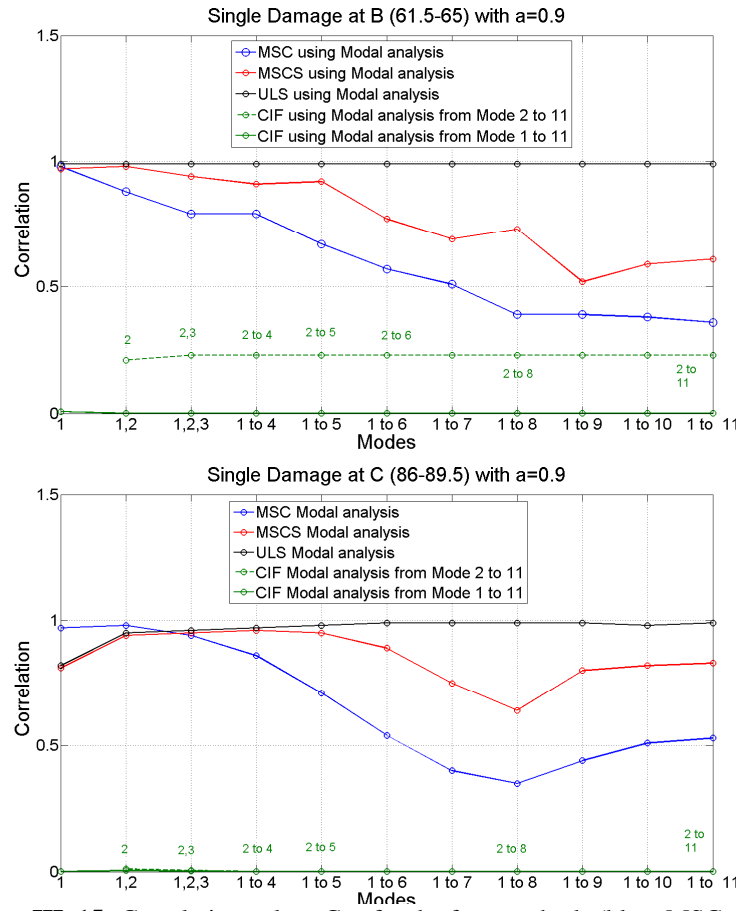 Single Damage at B (61.5-65) with a=0.9
1.5
MSC using Modal analysis
MSCS using Modal analysis
ULS using Modal analysis
CIF using Modal analysis from Mode 2 to 11
CIF using Modal analysis from Mode 1 to 11
1
Correlation
0.5
2
2,3
2 to 4
2 to 5
2 to 6
2 to 8
2 to
11
0
1
1,2
1,2,3
1 to 4
1 to 5
1 to 6
1 to 7
1 to 8
1 to 9
1 to 10
1 to 11
Modes
Single Damage at C (86-89.5) with a=0.9
1.5
MSC Modal analysis
MSCS Modal analysis
ULS Modal analysis
CIF Modal analysis from Mode 2 to 11
CIF Modal analysis from Mode 1 to 11
1
Correlation
0.5
2
2,3
2 to 4
2 to 5
2 to 8
2 to
11
0
1
1,2
1,2,3
1 to 4
1 to 5
1 to 6
1 to 7
1 to 8
1 to 9
1 to 10
1 to 11
Modes